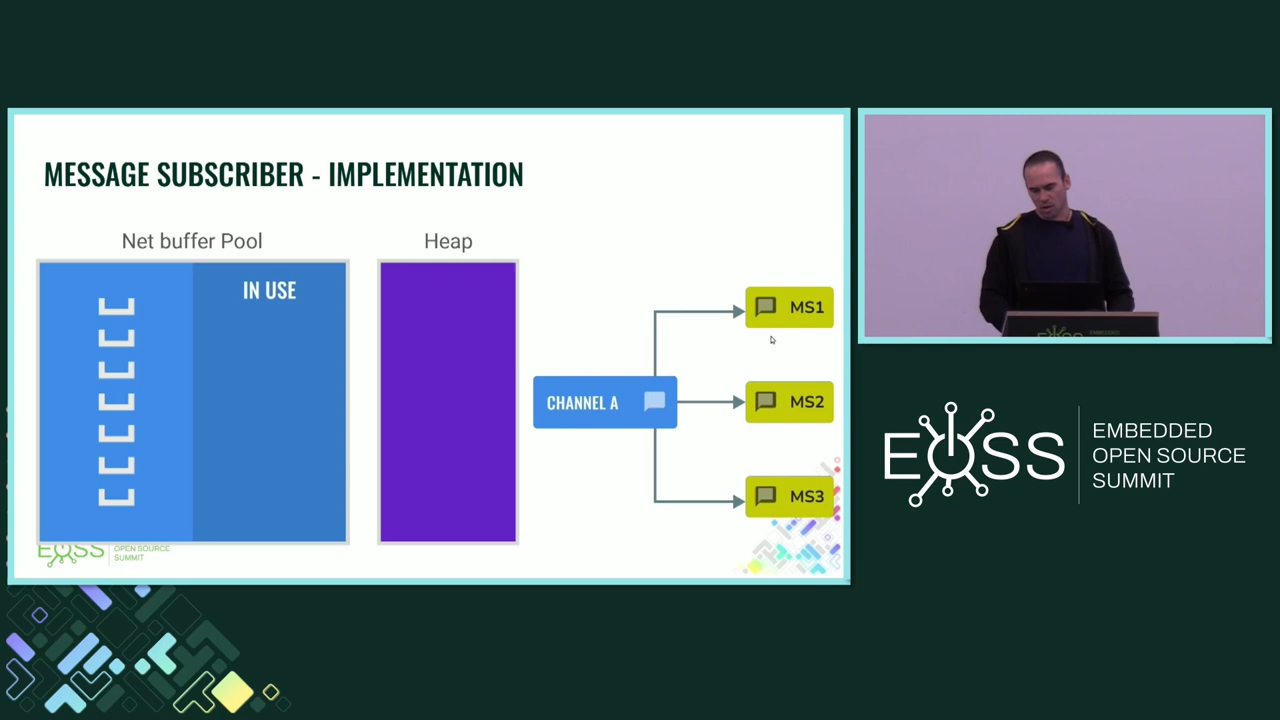 MESSAGE SUBSCRIBER - IMPLEMENTATION
Net buffer Pool
Heap
IN USE
MS1
CHANNEL A
MS2
MS3
EOSS
OPEN SOURCE
SUMMIT
EOSS
EMBEDDED
OPEN SOURCE
SUMMIT